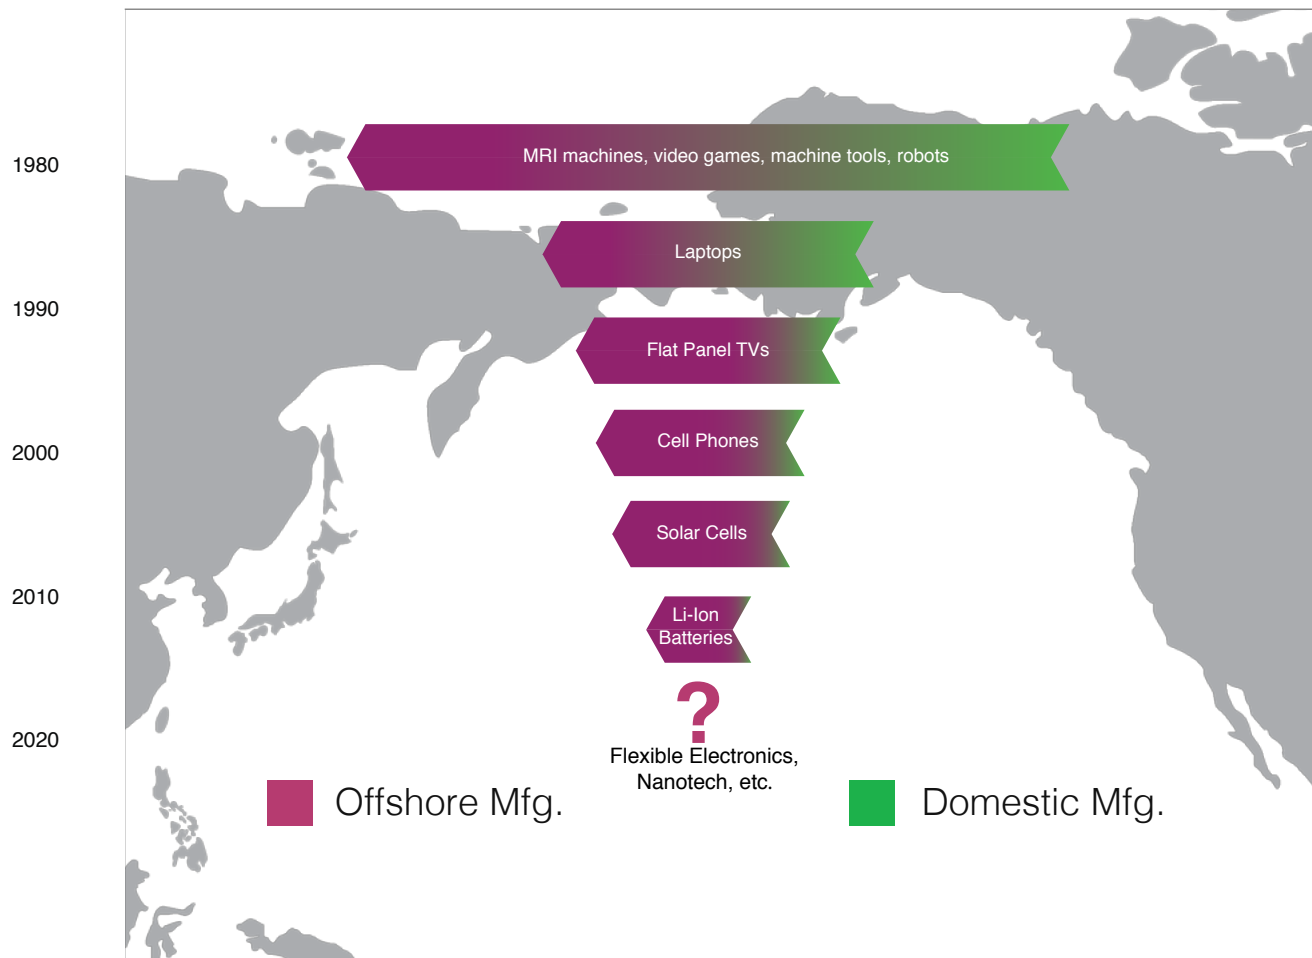 1980
MRI machines, video games, machine tools, robots
Laptops
1990
Flat Panel TVs
2000
Cell Phones
Solar Cells
2010
Li-Ion
Batteries
?
2020
Flexible Electronics,
Nanotech, etc.
Offshore Mfg.
Domestic Mfg.